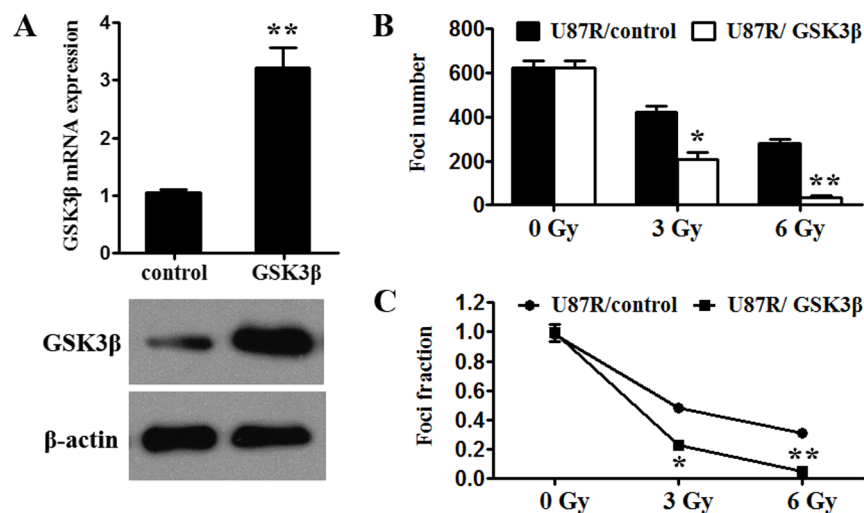 A
GSK3β mRNA expression
4
3
2
1
0
**
control GSK3β
GSK3β
β-actin
B
U87R/control U87R/ GSK3β
Foci number
800
600
400
200
0
*
**
0 Gy 3 Gy 6 Gy
C
U87R/control U87R/ GSK3β
Foci fraction
1.2
1.0
0.8
0.6
0.4
0.2
0.0
*
**
0 Gy 3 Gy 6 Gy